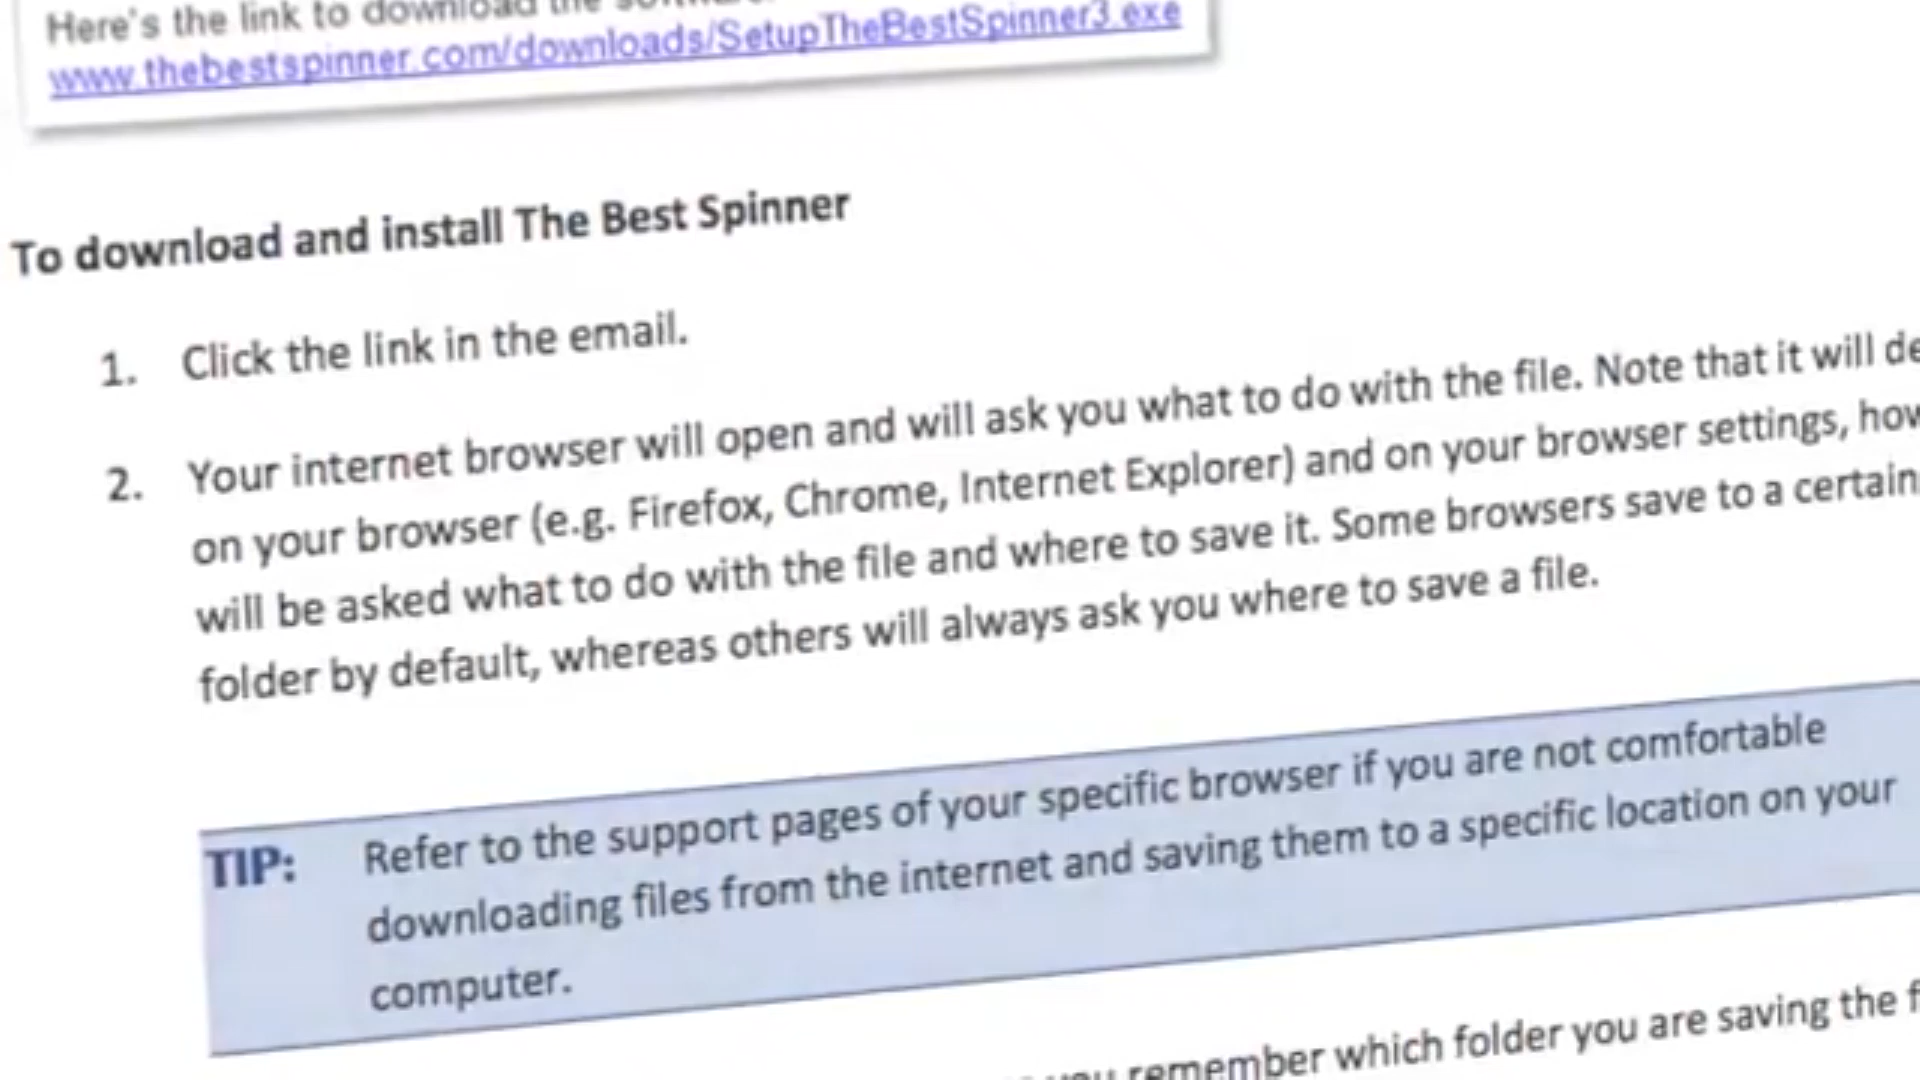 Here's the link to download the
www.thebestspinner.com/downloads/SetupTheBestSpinner3.exe
To download and install The Best Spinner
1. Click the link in the email.
2. Your internet browser will open and will ask you what to do with the file. Note that it will de
on your browser (e.g. Firefox, Chrome, Internet Explorer) and on your browser settings, how
will be asked what to do with the file and where to save it. Some browsers save to a certain
folder by default, whereas others will always ask you where to save a file.
TIP: Refer to the support pages of your specific browser if you are not comfortable
downloading files from the internet and saving them to a specific location on your
computer.
you remember which folder you are saving the f